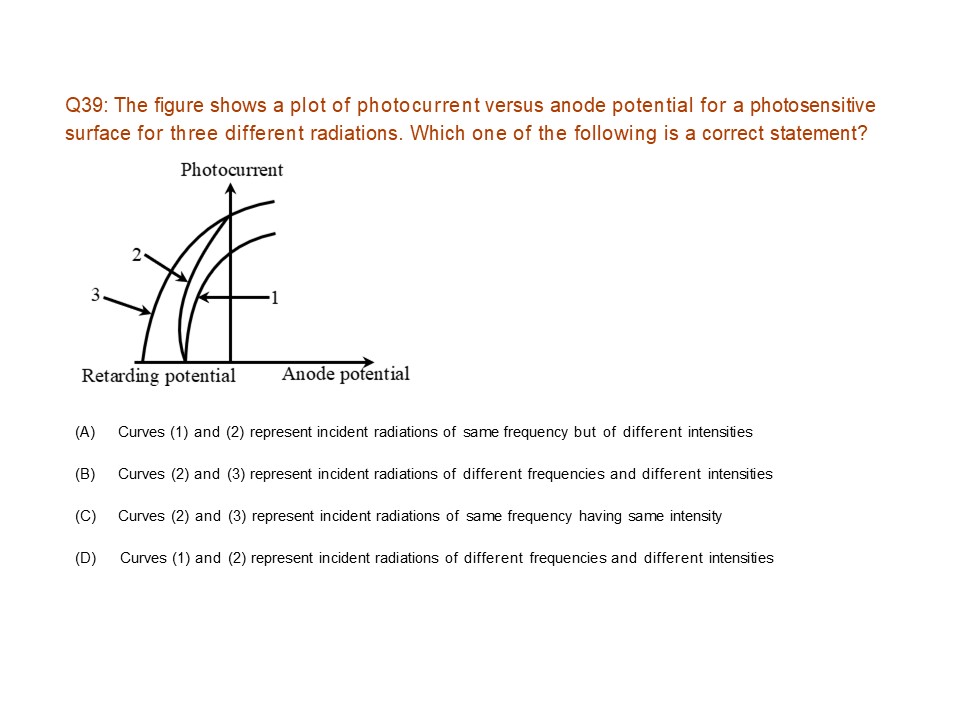 Q39: The figure shows a plot of photocurrent versus anode potential for a photosensitive
surface for three different radiations. Which one of the following is a correct statement?
Photocurrent
2
3
1
Retarding potential
Anode potential
(A) Curves (1) and (2) represent incident radiations of same frequency but of different intensities
(B) Curves (2) and (3) represent incident radiations of different frequencies and different intensities
(C) Curves (2) and (3) represent incident radiations of same frequency having same intensity
(D) Curves (1) and (2) represent incident radiations of different frequencies and different intensities